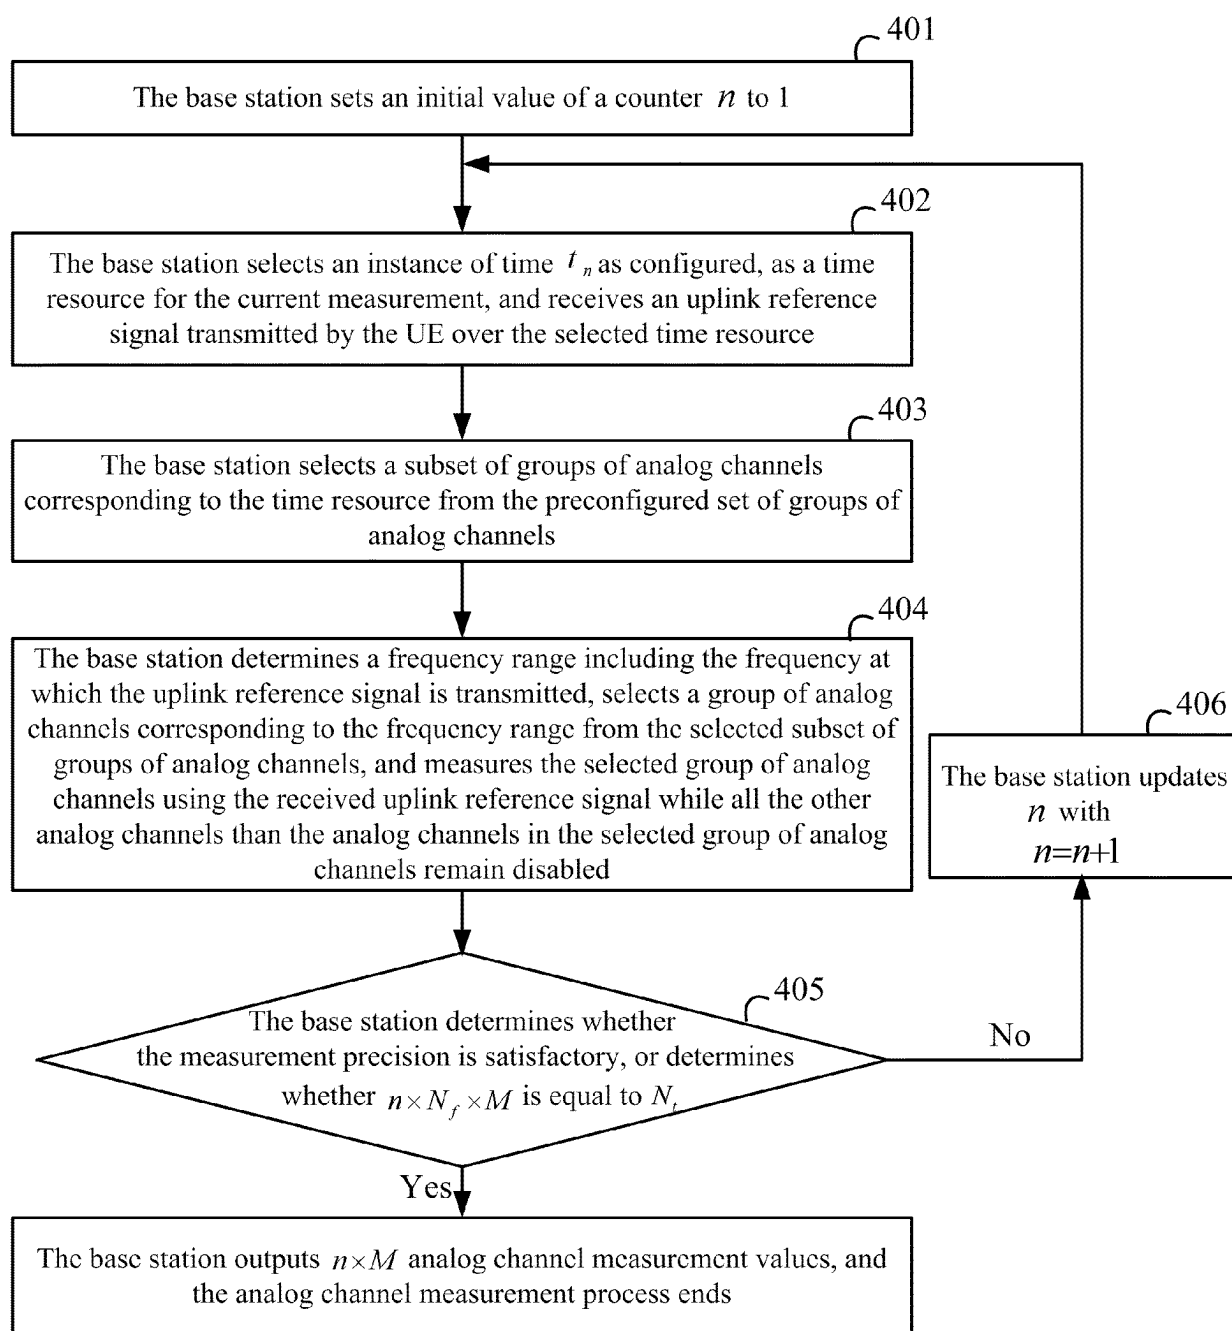 401
The base station sets an initial value of a counter n to 1
402
The base station selects an instance of time t_n as configured, as a time
resource for the current measurement, and receives an uplink reference
signal transmitted by the UE over the selected time resource
403
The base station selects a subset of groups of analog channels
corresponding to the time resource from the preconfigured set of groups of
analog channels
404
The base station determines a frequency range including the frequency at
which the uplink reference signal is transmitted, selects a group of analog
channels corresponding to the frequency range from the selected subset of
groups of analog channels, and measures the selected group of analog
channels using the received uplink reference signal while all the other
analog channels than the analog channels in the selected group of analog
channels remain disabled
406
The base station updates
n with
n=n+1
405
The base station determines whether
the measurement precision is satisfactory, or determines
whether n×N_f×M is equal to N_t
No
Yes
The base station outputs n×M analog channel measurement values, and
the analog channel measurement process ends